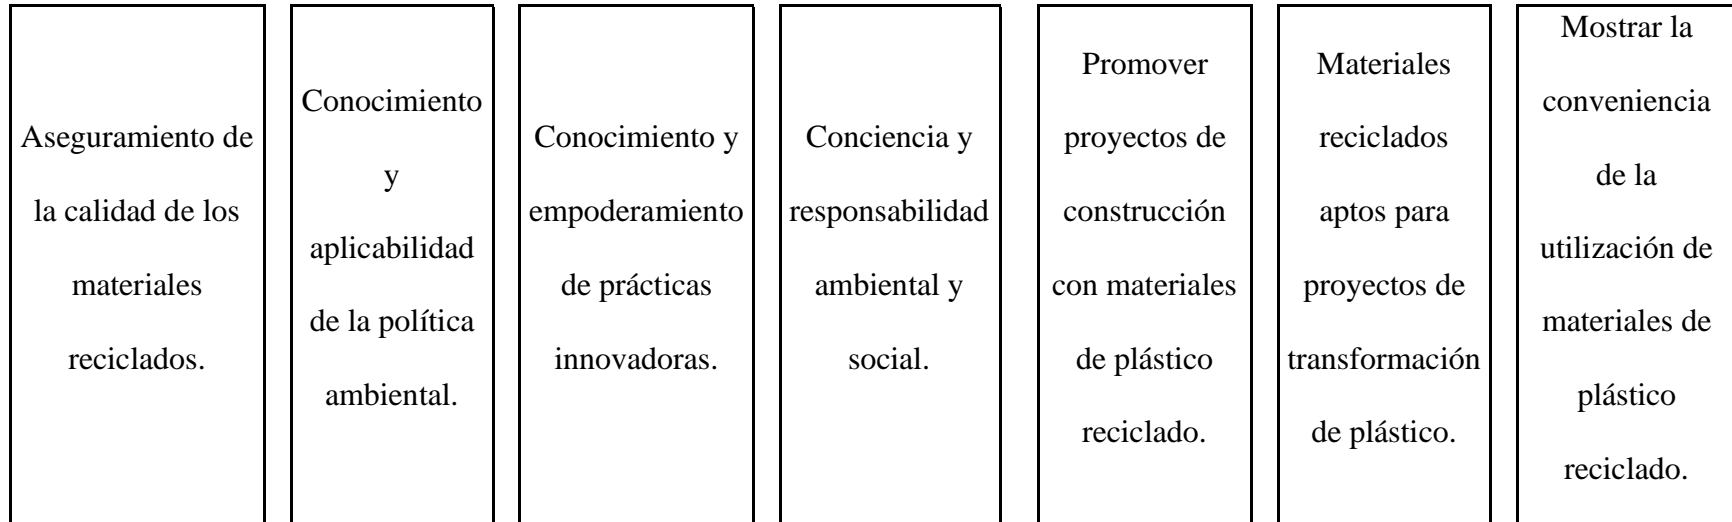 Aseguramiento de
la calidad de los
materiales
reciclados.
Conocimiento
y
aplicabilidad
de la política
ambiental.
Conocimiento y
empoderamiento
de prácticas
innovadoras.
Conciencia y
responsabilidad
ambiental y
social.
Promover
proyectos de
construcción
con materiales
de plástico
reciclado.
Materiales
reciclados
aptos para
proyectos de
transformación
de plástico.
Mostrar la
conveniencia
de la
utilización de
materiales de
plástico
reciclado.